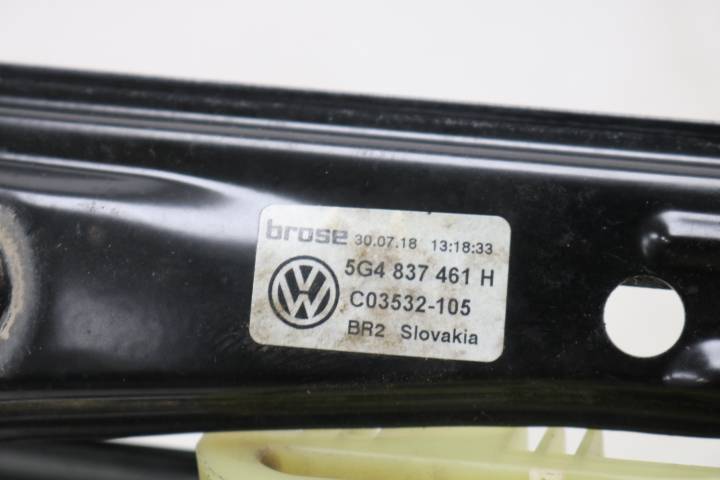 brose 30.07.18 13:18:33
5G4 837 461 H
C03532-105
BR2 Slovakia